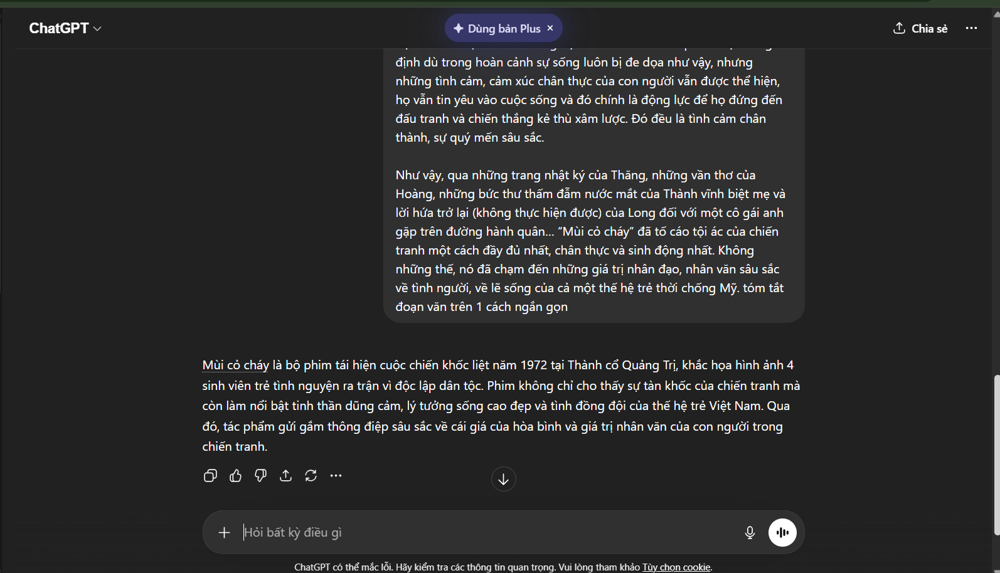 ChatGPT
Dùng bản Plus ×
Chia sẻ
định dù trong hoàn cảnh sự sống luôn bị đe dọa như vậy, nhưng
những tình cảm, cảm xúc chân thực của con người vẫn được thể hiện,
họ vẫn tin yêu vào cuộc sống và đó chính là động lực để họ đứng đến
đấu tranh và chiến thắng kẻ thù xâm lược. Đó đều là tình cảm chân
thành, sự quý mến sâu sắc.
Như vậy, qua những trang nhật ký của Thăng, những vần thơ của
Hoàng, những bức thư thấm đẫm nước mắt của Thành vĩnh biệt mẹ và
lời hứa trở lại (không thực hiện được) của Long đối với một cô gái anh
gặp trên đường hành quân... “Mùi cỏ cháy” đã tố cáo tội ác của chiến
tranh một cách đầy đủ nhất, chân thực và sinh động nhất. Không
những thế, nó đã chạm đến những giá trị nhân đạo, nhân văn sâu sắc
về tình người, về lẽ sống của cả một thế hệ trẻ thời chống Mỹ. tóm tắt
đoạn văn trên 1 cách ngắn gọn
Mùi cỏ cháy là bộ phim tái hiện cuộc chiến khốc liệt năm 1972 tại Thành cổ Quảng Trị, khắc họa hình ảnh 4
sinh viên trẻ tình nguyện ra trận vì độc lập dân tộc. Phim không chỉ cho thấy sự tàn khốc của chiến tranh mà
còn làm nổi bật tinh thần dũng cảm, lý tưởng sống cao đẹp và tình đồng đội của thế hệ trẻ Việt Nam. Qua
đó, tác phẩm gửi gắm thông điệp sâu sắc về cái giá của hòa bình và giá trị nhân văn của con người trong
chiến tranh.
Hỏi bất kỳ điều gì
ChatGPT có thể mắc lỗi. Hãy kiểm tra các thông tin quan trọng. Vui lòng tham khảo Tùy chọn cookie.